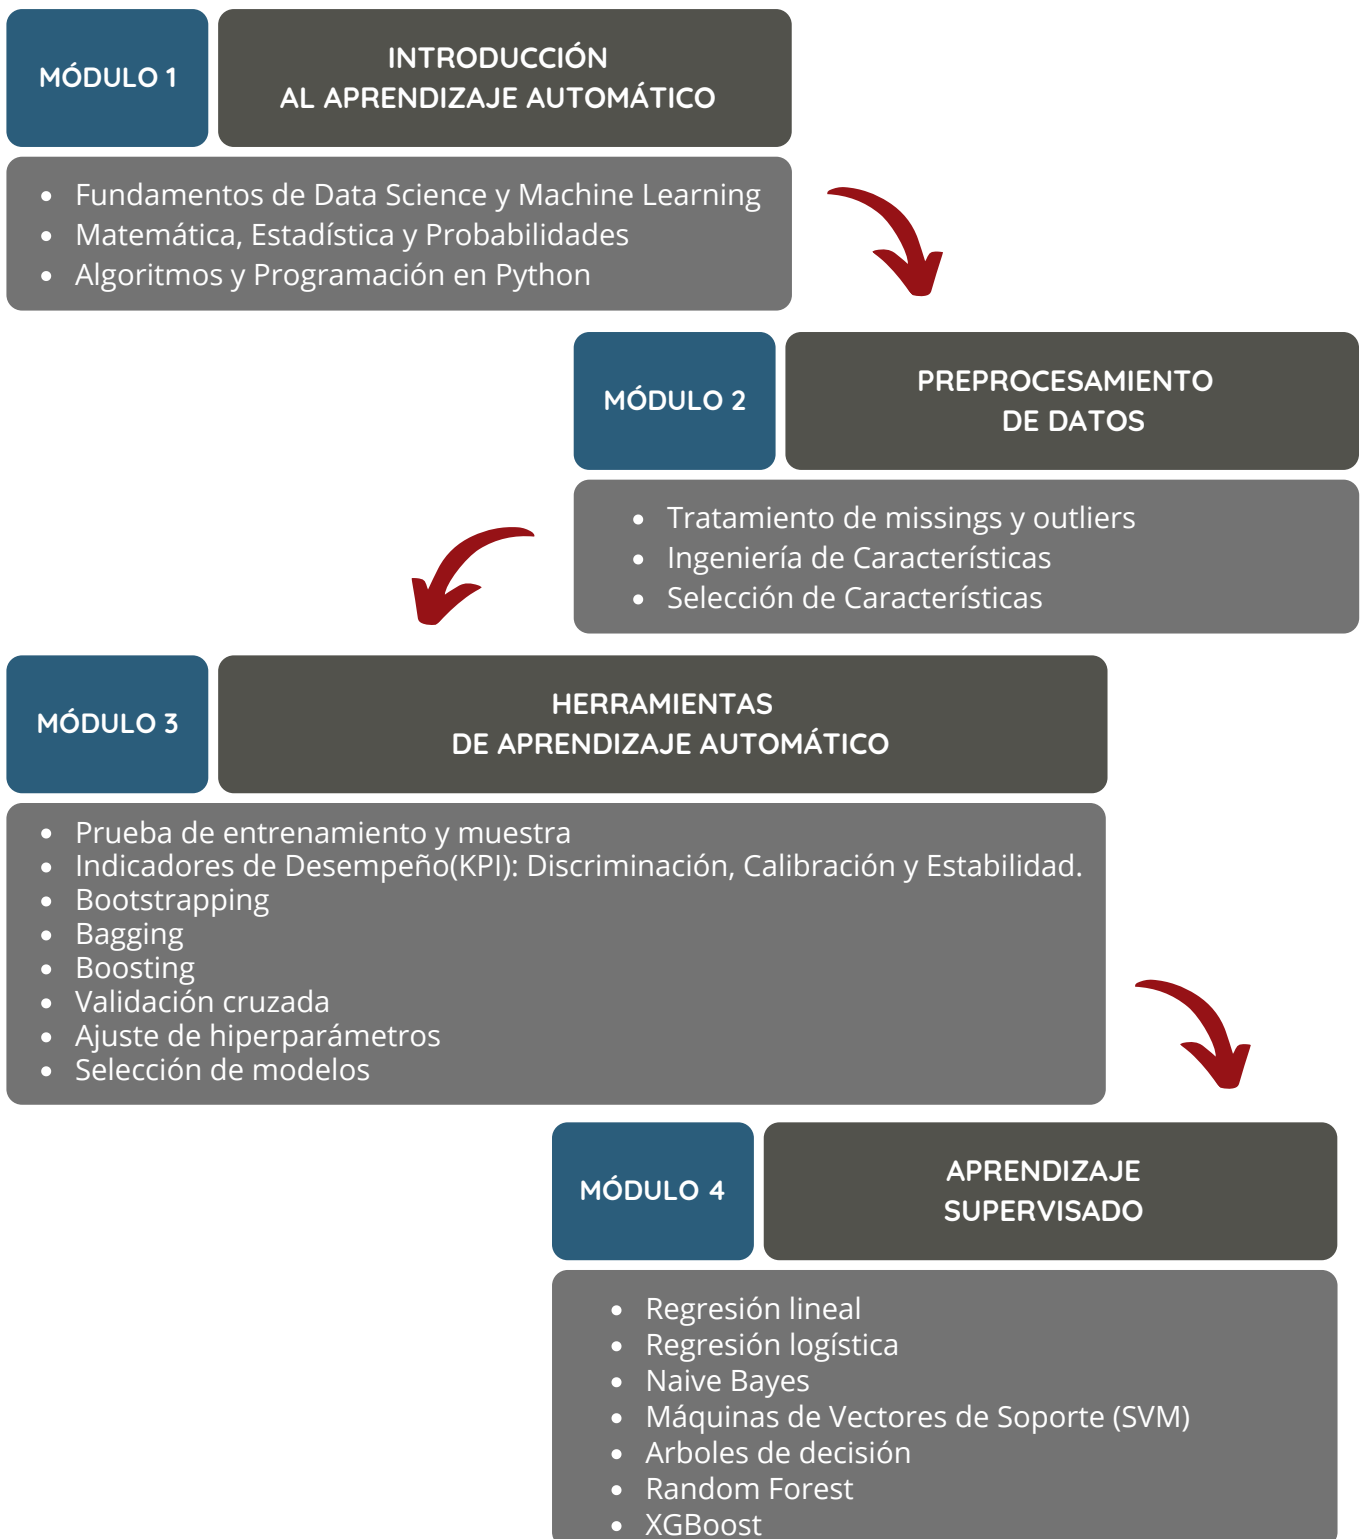 MÓDULO 1
INTRODUCCIÓN
AL APRENDIZAJE AUTOMÁTICO
• Fundamentos de Data Science y Machine Learning
• Matemática, Estadística y Probabilidades
• Algoritmos y Programación en Python
MÓDULO 2
PREPROCESAMIENTO
DE DATOS
• Tratamiento de missings y outliers
• Ingeniería de Características
• Selección de Características
MÓDULO 3
HERRAMIENTAS
DE APRENDIZAJE AUTOMÁTICO
• Prueba de entrenamiento y muestra
• Indicadores de Desempeño(KPI): Discriminación, Calibración y Estabilidad.
• Bootstrapping
• Bagging
• Boosting
• Validación cruzada
• Ajuste de hiperparámetros
• Selección de modelos
MÓDULO 4
APRENDIZAJE
SUPERVISADO
• Regresión lineal
• Regresión logística
• Naive Bayes
• Máquinas de Vectores de Soporte (SVM)
• Arboles de decisión
• Random Forest
• XGBoost